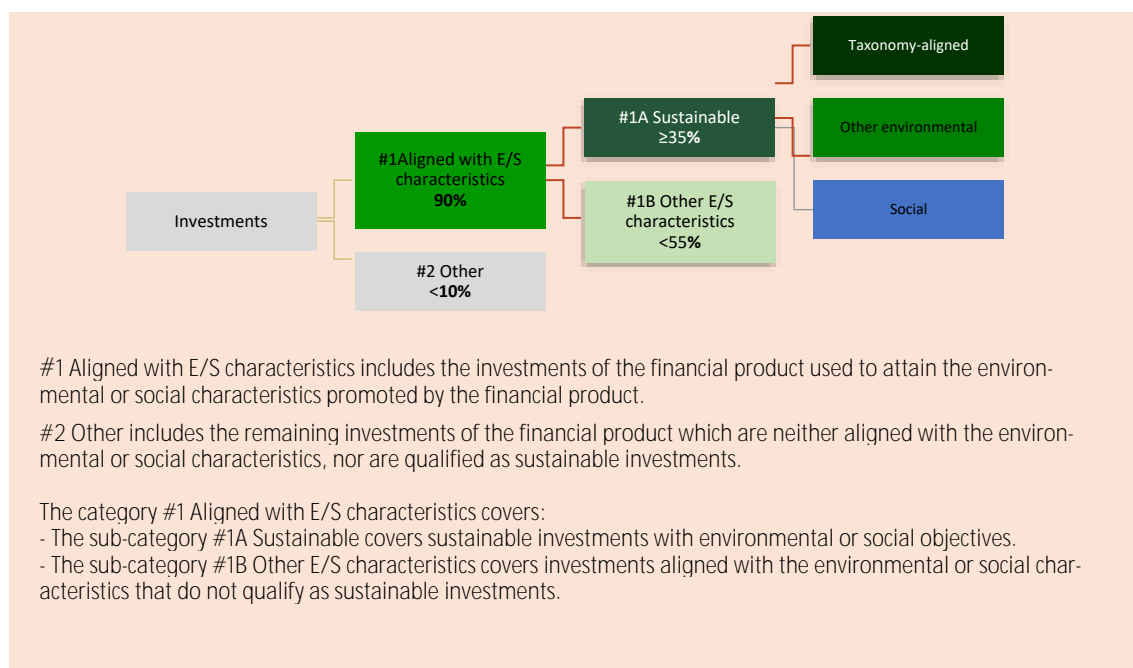 Taxonomy-aligned
#1A Sustainable
≥35%
Other environmental
#1Aligned with E/S
characteristics
90%
#1B Other E/S
characteristics
<55%
Social
Investments
#2 Other
<10%
#1 Aligned with E/S characteristics includes the investments of the financial product used to attain the environ-
mental or social characteristics promoted by the financial product.
#2 Other includes the remaining investments of the financial product which are neither aligned with the environ-
mental or social characteristics, nor are qualified as sustainable investments.
The category #1 Aligned with E/S characteristics covers:
- The sub-category #1A Sustainable covers sustainable investments with environmental or social objectives.
- The sub-category #1B Other E/S characteristics covers investments aligned with the environmental or social char-
acteristics that do not qualify as sustainable investments.